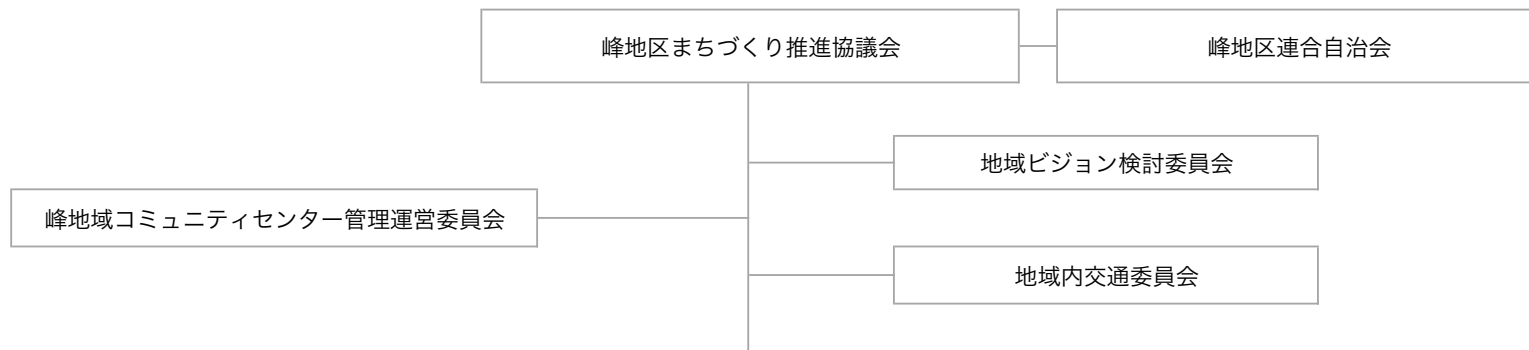 峰地区まちづくり推進協議会
峰地区連合自治会
地域ビジョン検討委員会
峰地域コミュニティセンター管理運営委員会
地域内交通委員会